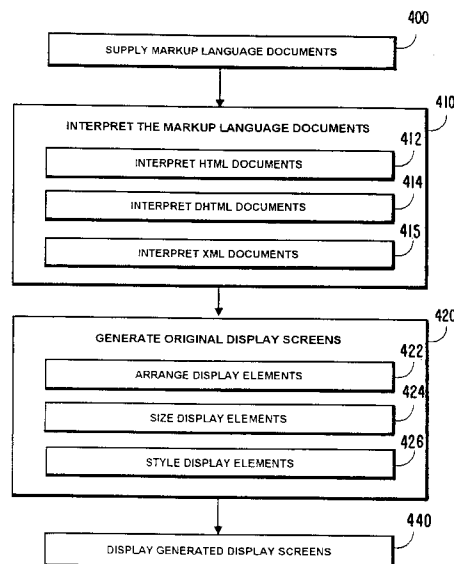 400
SUPPLY MARKUP LANGUAGE DOCUMENTS
410
INTERPRET THE MARKUP LANGUAGE DOCUMENTS
412
INTERPRET HTML DOCUMENTS
414
INTERPRET DHTML DOCUMENTS
415
INTERPRET XML DOCUMENTS
420
GENERATE ORIGINAL DISPLAY SCREENS
422
ARRANGE DISPLAY ELEMENTS
424
SIZE DISPLAY ELEMENTS
426
STYLE DISPLAY ELEMENTS
440
DISPLAY GENERATED DISPLAY SCREENS